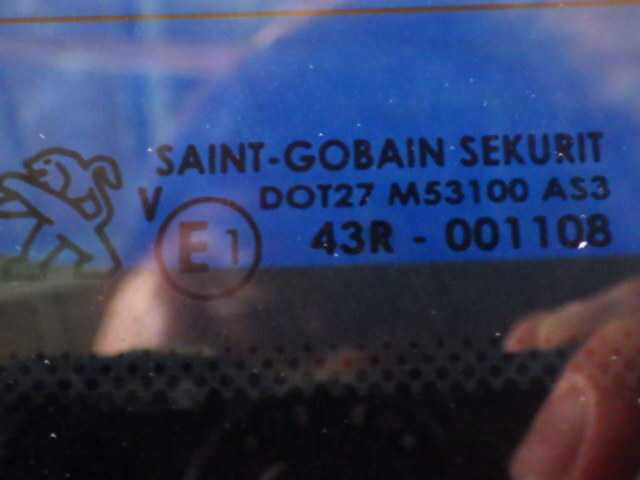 SAINT-GOBAIN SEKURIT
V DOT27 M53100 AS3
E1 43R - 001108